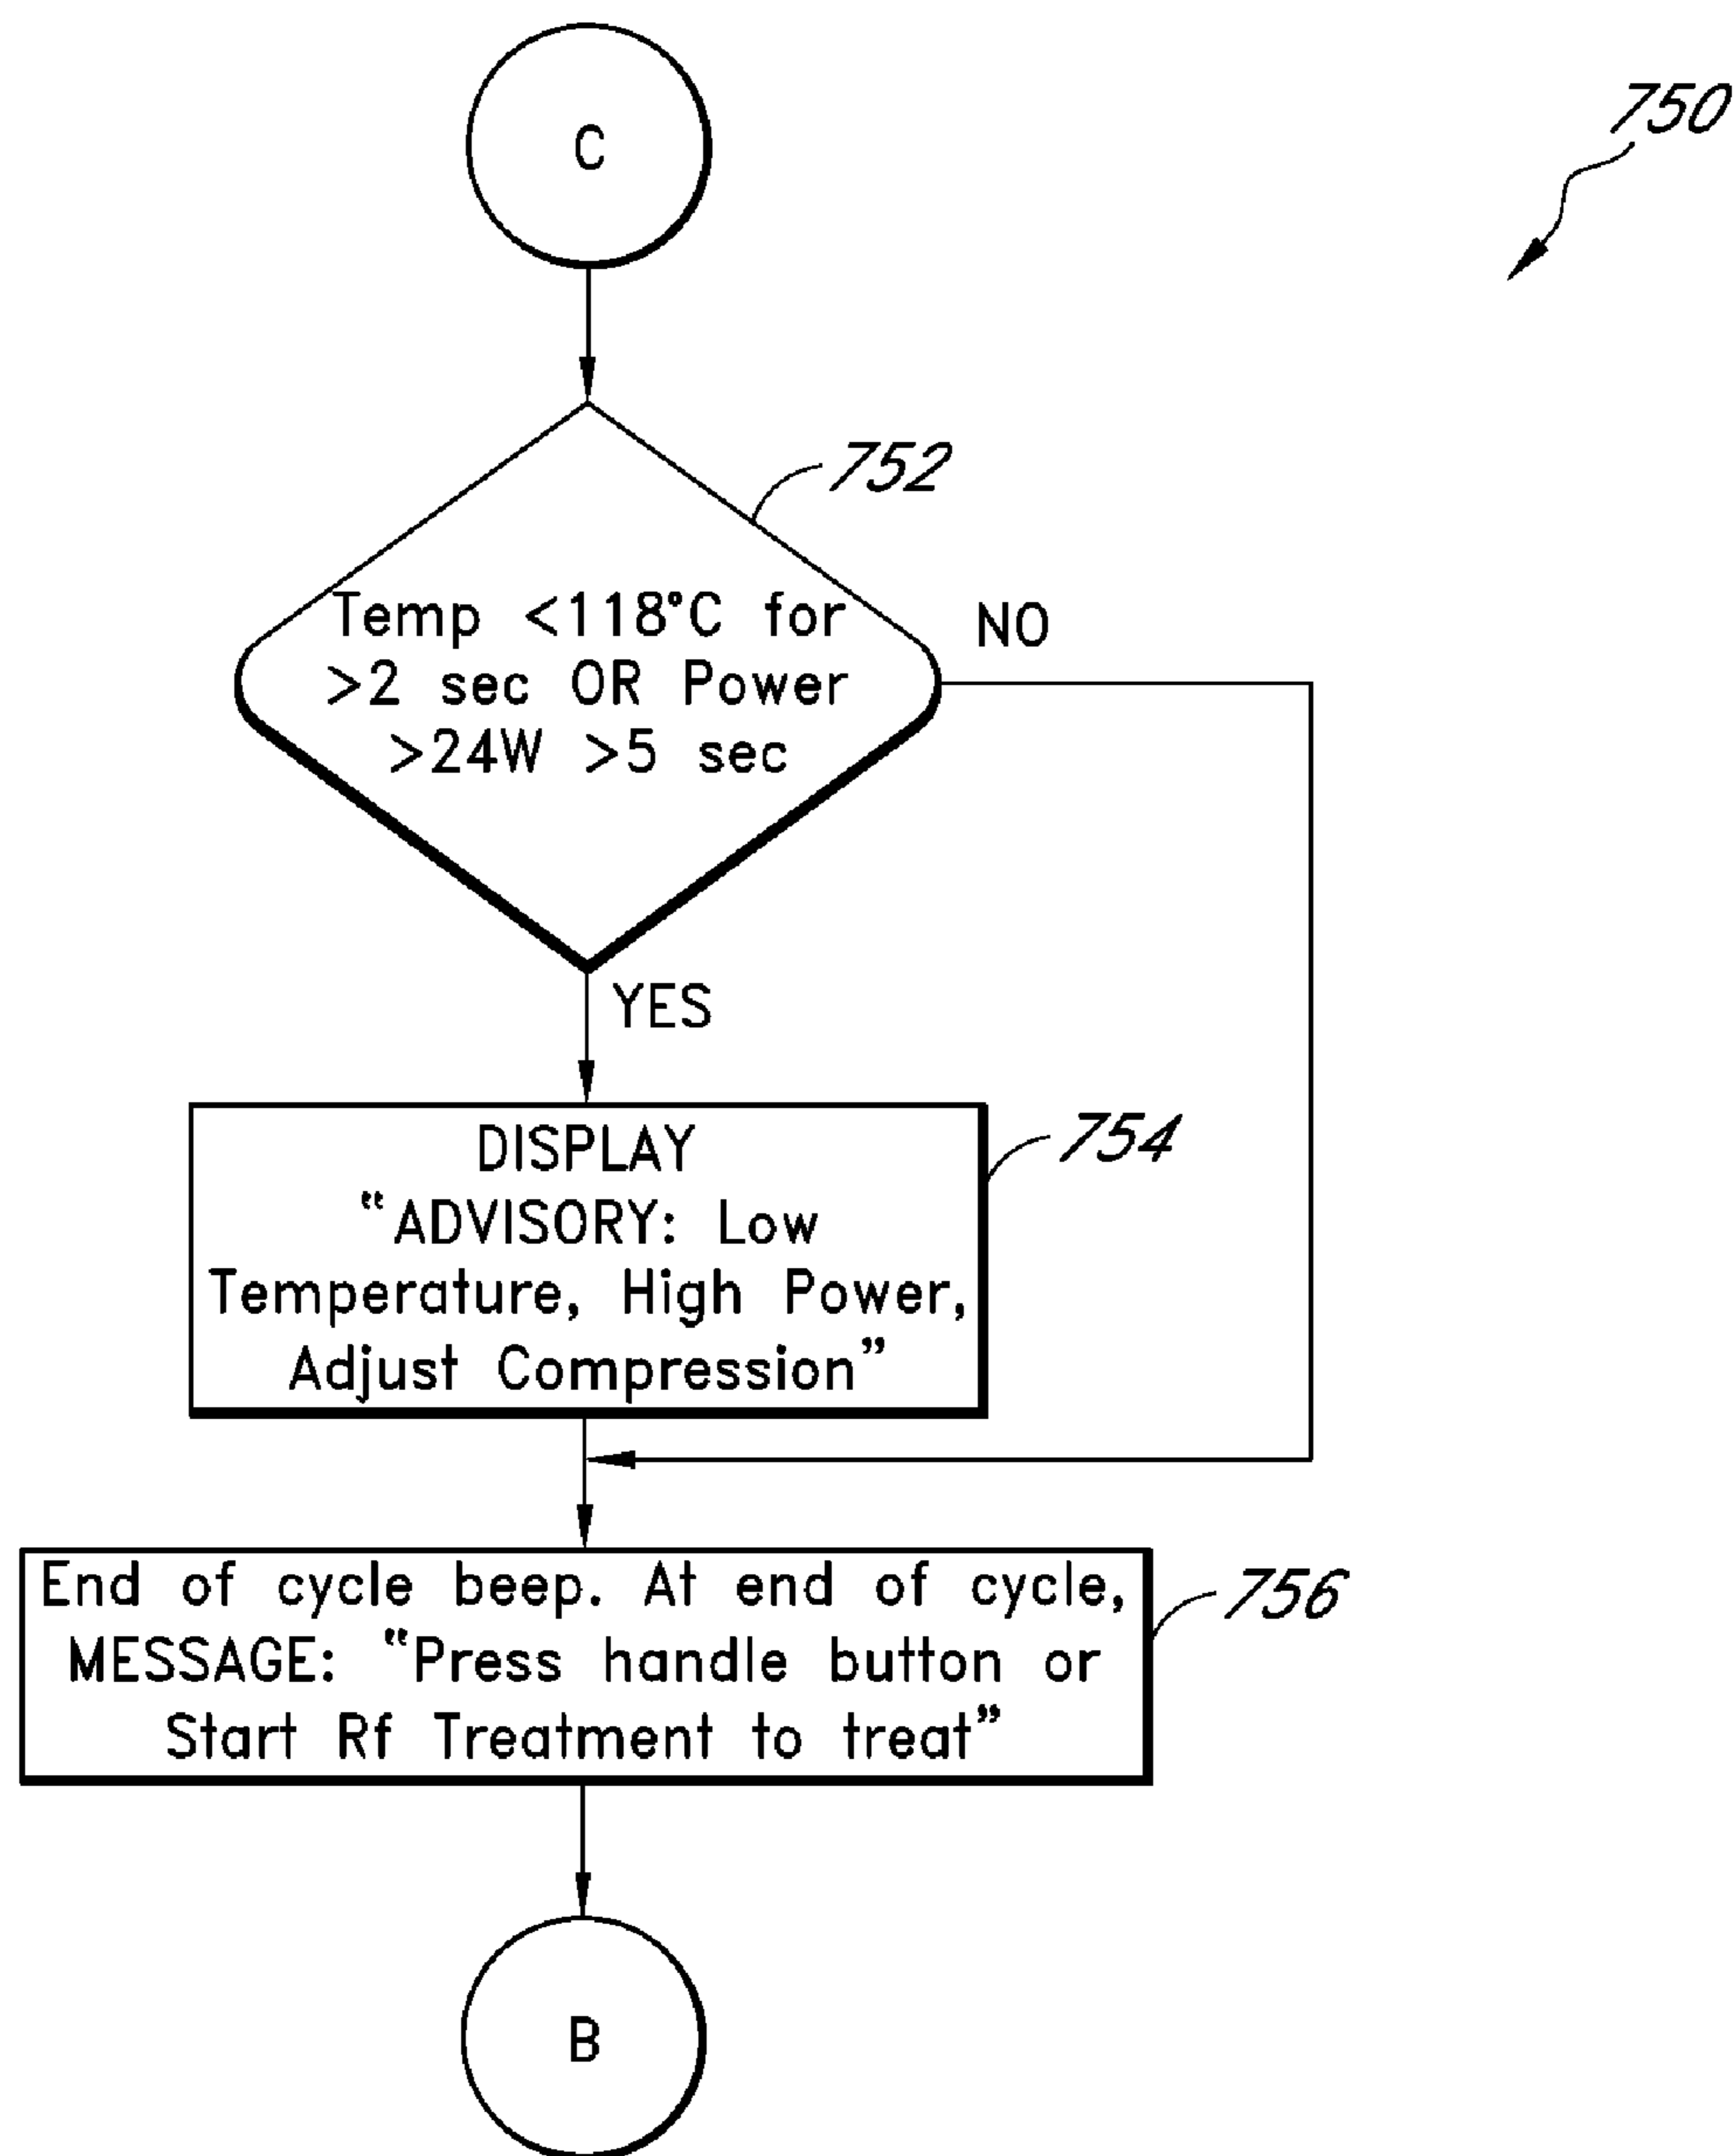 C
750
752
Temp <118°C for
>2 sec OR Power
>24W >5 sec
NO
YES
DISPLAY
“ADVISORY: Low
Temperature, High Power,
Adjust Compression”
754
End of cycle beep. At end of cycle,
MESSAGE: “Press handle button or
Start Rf Treatment to treat”
756
B